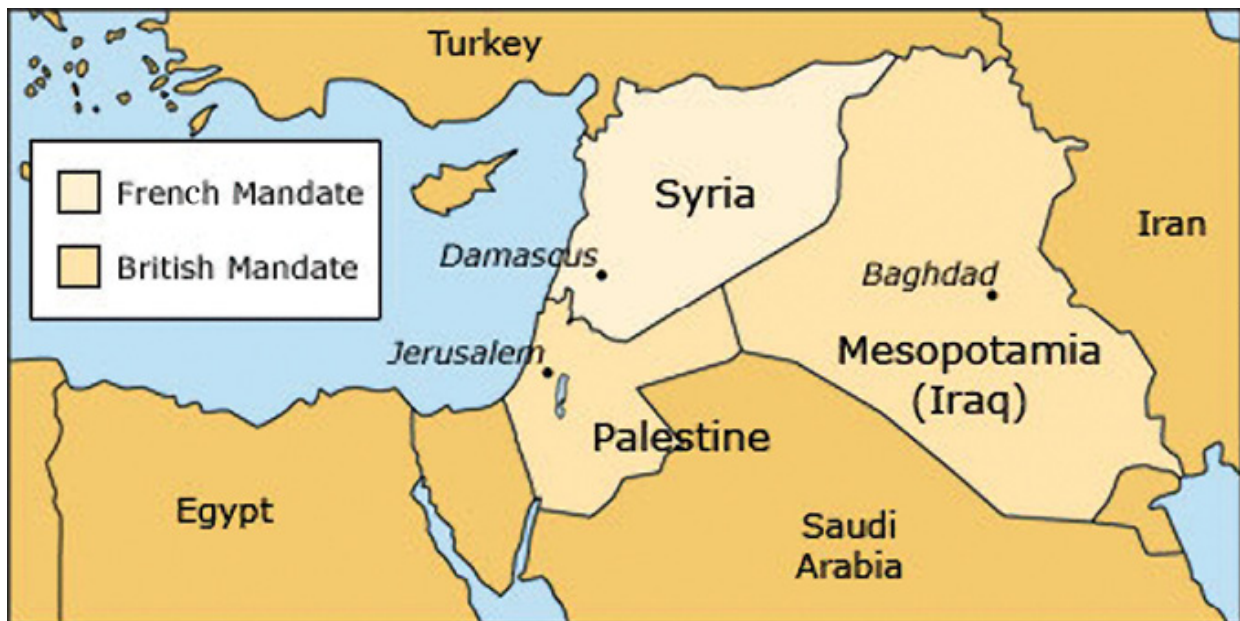 Turkey
French Mandate
British Mandate
Syria
Damascus
Iran
Baghdad
Jerusalem
Mesopotamia
(Iraq)
Palestine
Egypt
Saudi
Arabia